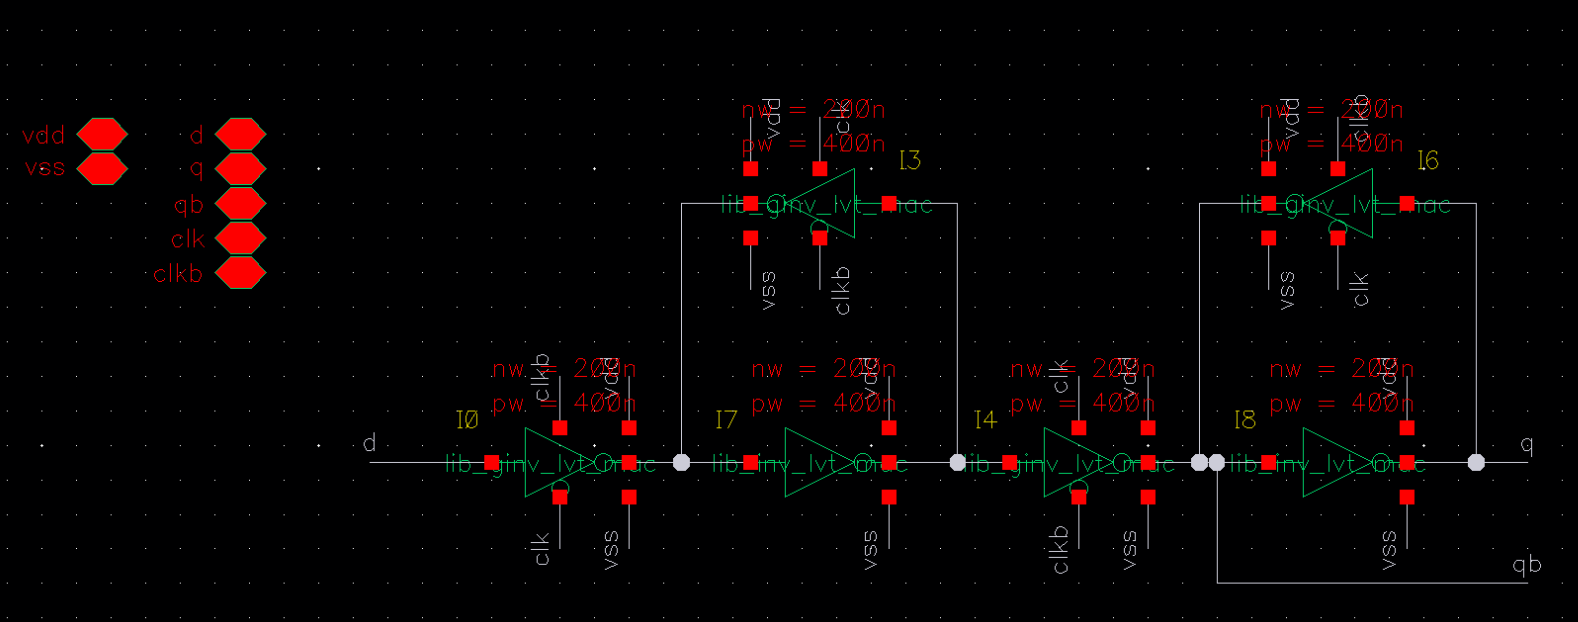 vdd
vss
d
q
qb
clk
clkb
nw = 200n
pw = 400n
vdd
clk
I3
lib_ginv_lvt_mac
vss
clkb
nw = 200n
pw = 400n
vdd
clkb
I6
lib_ginv_lvt_mac
vss
clk
d
nw = 200n
pw = 400n
clkb
vdd
I0
lib_ginv_lvt_mac
clk
vss
nw = 200n
pw = 400n
vdd
I7
lib_inv_lvt_mac
vss
nw = 200n
pw = 400n
clk
vdd
I4
lib_ginv_lvt_mac
clkb
vss
nw = 200n
pw = 400n
vdd
I8
lib_inv_lvt_mac
vss
q
qb